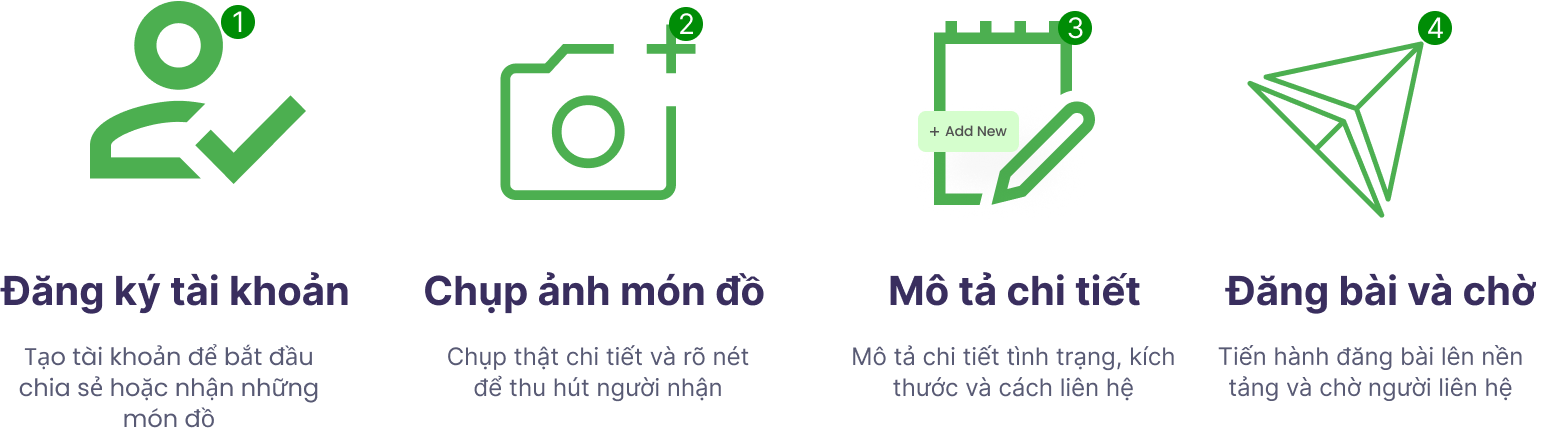 1
2
3
4
+ Add New
Đăng ký tài khoản
Chụp ảnh món đồ
Mô tả chi tiết
Đăng bài và chờ
Tạo tài khoản để bắt đầu
chia sẻ hoặc nhận những
món đồ
Chụp thật chi tiết và rõ nét
để thu hút người nhận
Mô tả chi tiết tình trạng, kích
thước và cách liên hệ
Tiến hành đăng bài lên nền
tảng và chờ người liên hệ